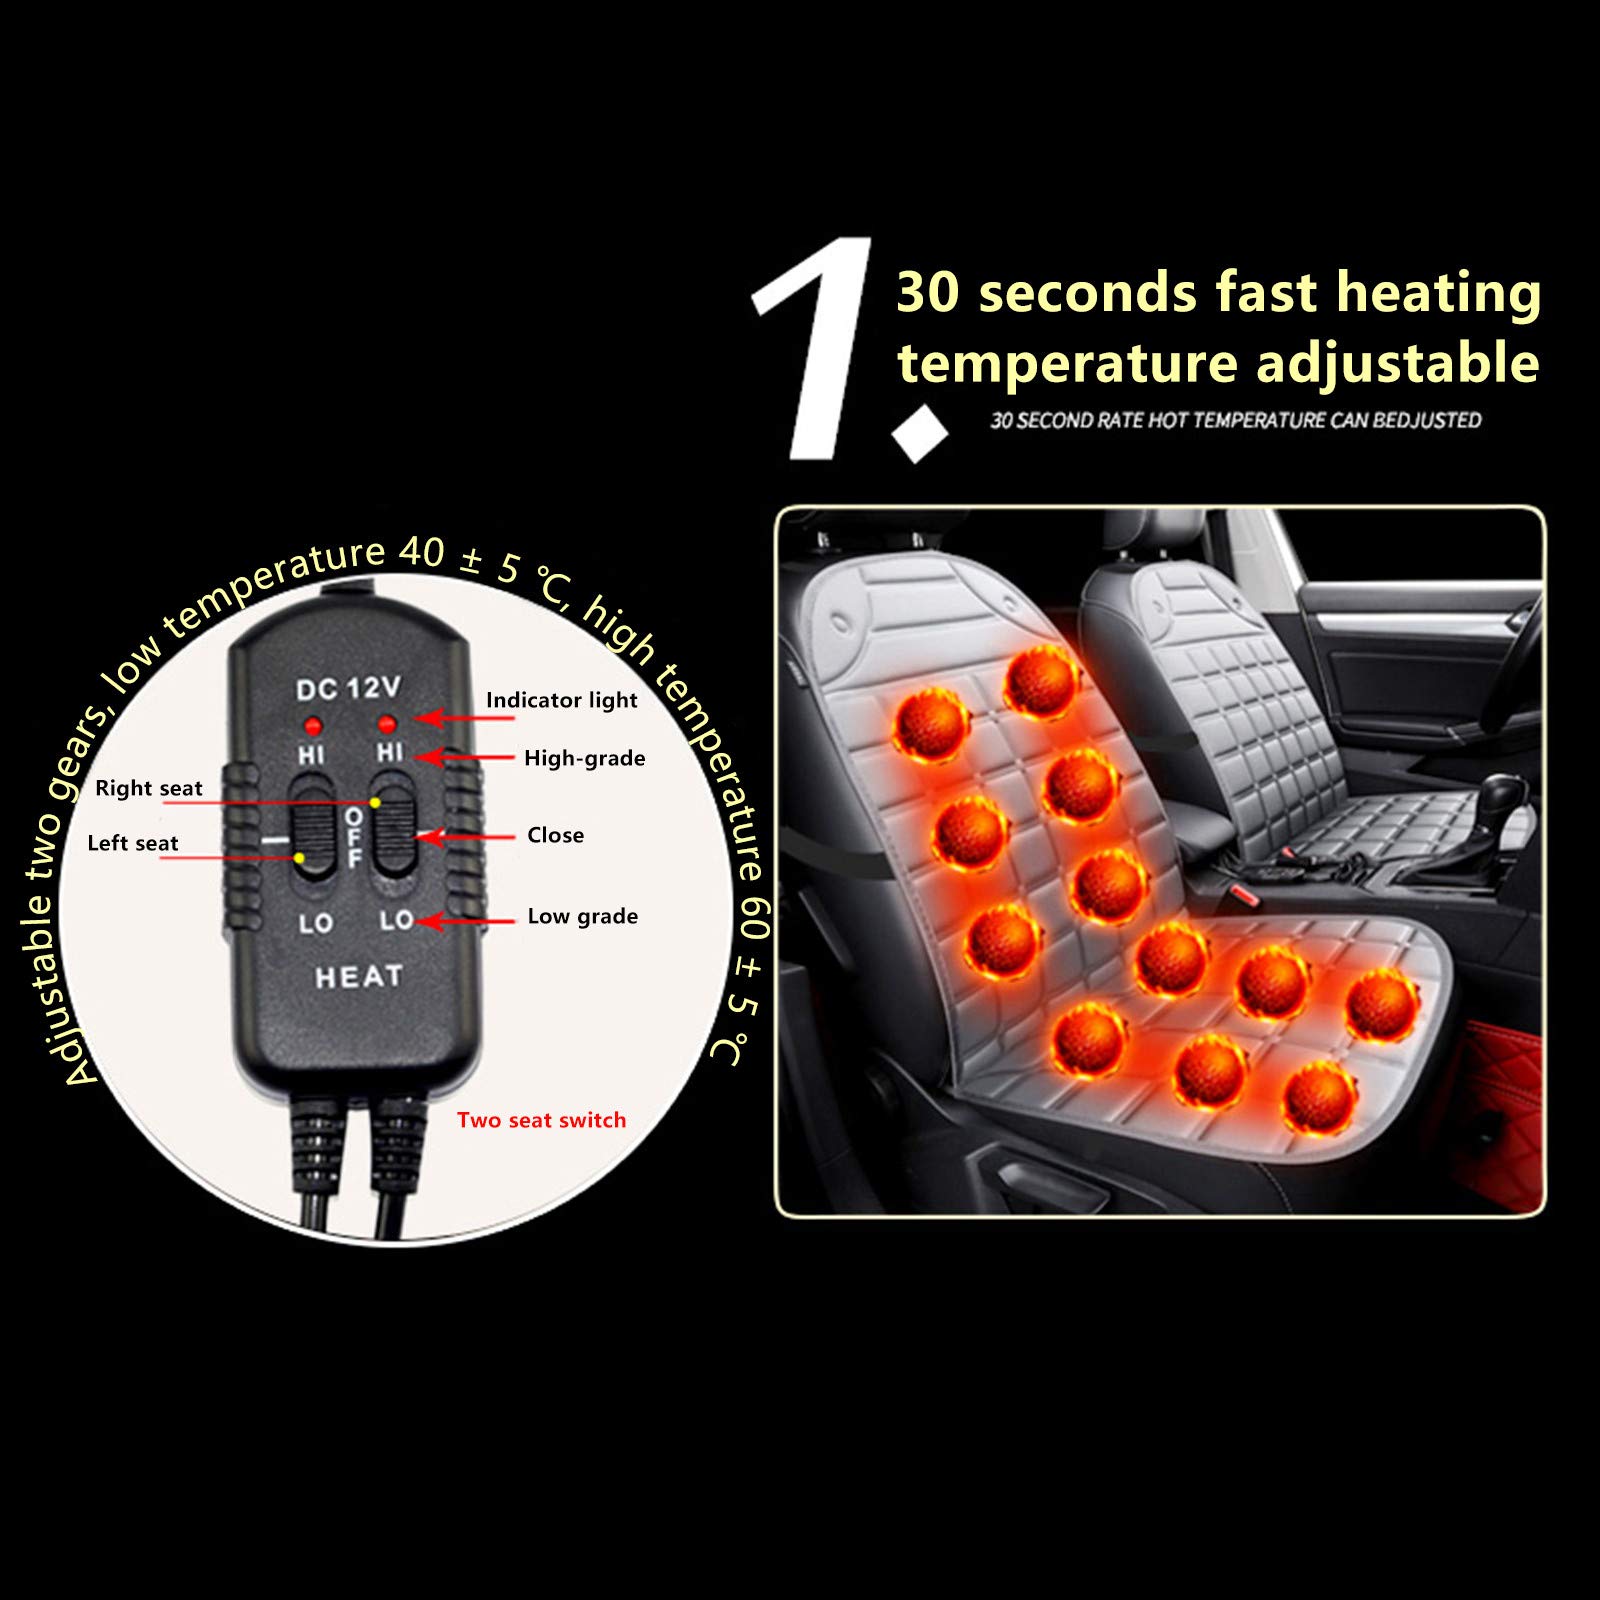 1.
30 seconds fast heating
temperature adjustable
30 SECOND RATE HOT TEMPERATURE CAN BEDJUSTED
Adjustable two gears, low temperature 40 ± 5 ℃, high temperature 60 ± 5 ℃
DC 12V
Indicator light
HI HI
High-grade
Right seat
Left seat
OFF
Close
LO LO
Low grade
HEAT
Two seat switch